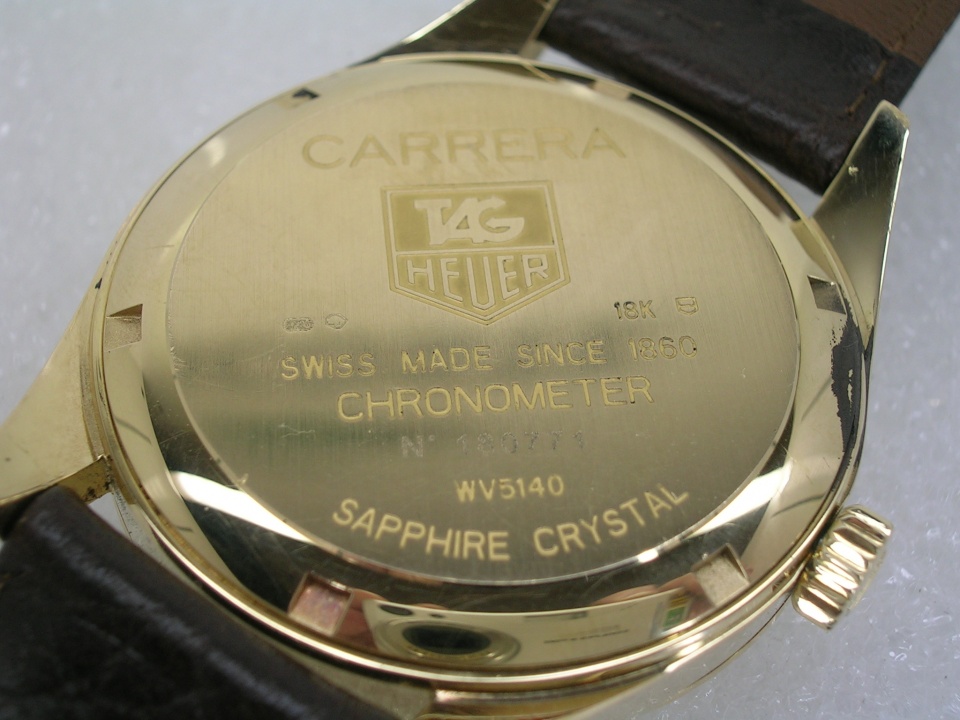 CARRERA
TAG
HEUER
18K
SWISS MADE SINCE 1860
CHRONOMETER
N°
WV5140
SAPPHIRE CRYSTAL